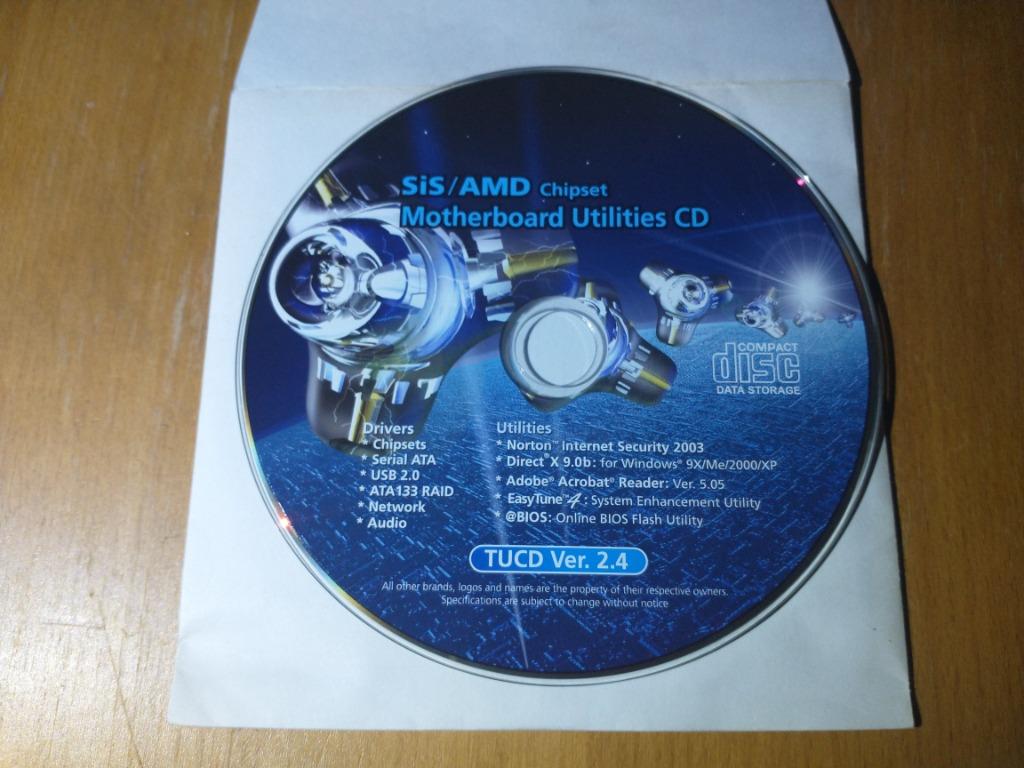 SiS/AMD Chipset
Motherboard Utilities CD
COMPACT
disc
DATA STORAGE
Drivers
* Chipsets
* Serial ATA
* USB 2.0
* ATA133 RAID
* Network
* Audio
Utilities
* Norton™ Internet Security 2003
* Direct®X 9.0b: for Windows® 9X/Me/2000/XP
* Adobe® Acrobat® Reader: Ver. 5.05
* EasyTune™4: System Enhancement Utility
* @BIOS: Online BIOS Flash Utility
TUCD Ver. 2.4
All other brands, logos and names are the property of their respective owners.
Specifications are subject to change without notice